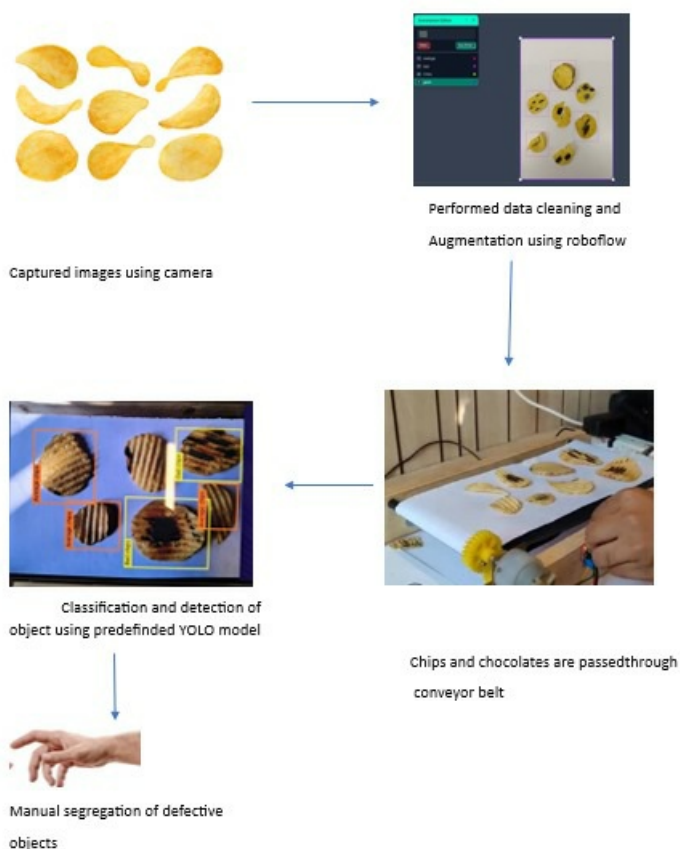 Performed data cleaning and
Augmentation using roboflow
Captured images using camera
Classification and detection of
object using predefinded YOLO model
Chips and chocolates are passedthrough
conveyor belt
Manual segregation of defective
objects